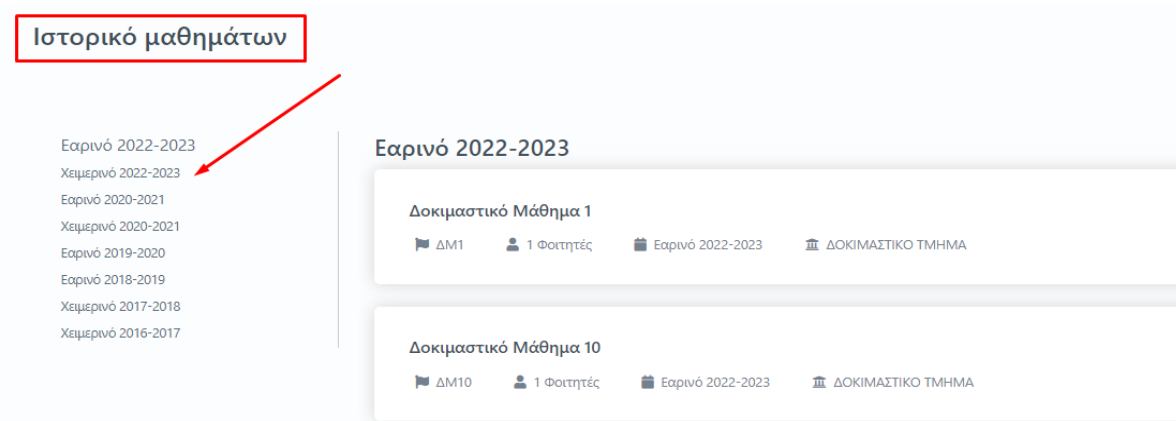 Ιστορικό μαθημάτων
Εαρινό 2022-2023
Χειμερινό 2022-2023
Εαρινό 2020-2021
Χειμερινό 2020-2021
Εαρινό 2019-2020
Εαρινό 2018-2019
Χειμερινό 2017-2018
Χειμερινό 2016-2017
Εαρινό 2022-2023
Δοκιμαστικό Μάθημα 1
ΔΜ1 1 Φοιτητές Εαρινό 2022-2023 ΔΟΚΙΜΑΣΤΙΚΟ ΤΜΗΜΑ
Δοκιμαστικό Μάθημα 10
ΔΜ10 1 Φοιτητές Εαρινό 2022-2023 ΔΟΚΙΜΑΣΤΙΚΟ ΤΜΗΜΑ